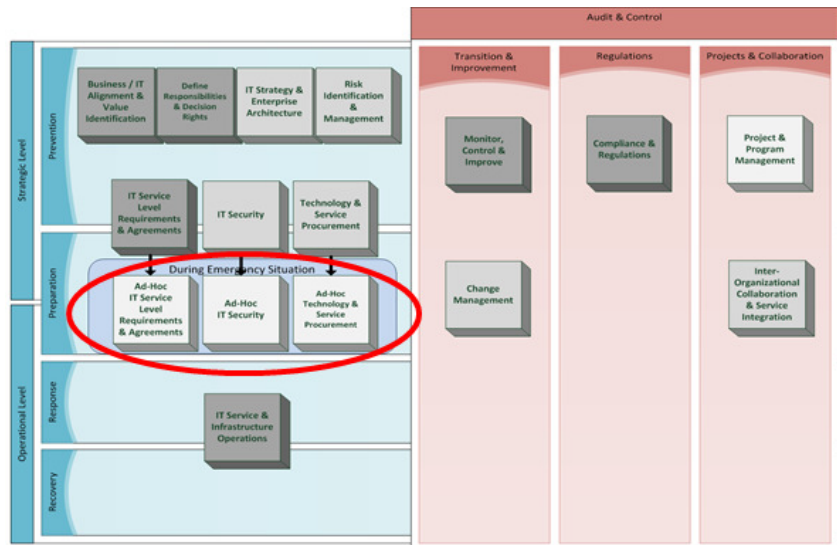 Audit & Control
Transition &
Improvement
Regulations
Projects & Collaboration
Strategic Level
Operational Level
Prevention
Preparation
Response
Recovery
Business / IT
Alignment &
Value
Identification
Define
Responsibilities
& Decision
Rights
IT Strategy &
Enterprise
Architecture
Risk
Identification
&
Management
Monitor,
Control &
Improve
Compliance &
Regulations
Project &
Program
Management
IT Service
Level
Requirements
& Agreements
IT Security
Technology &
Service
Procurement
During Emergency Situation
Ad-Hoc
IT Service
Level
Requirements
& Agreements
Ad-Hoc
IT Security
Ad-Hoc
Technology &
Service
Procurement
Change
Management
Inter-
Organizational
Collaboration
& Service
Integration
IT Service &
Infrastructure
Operations